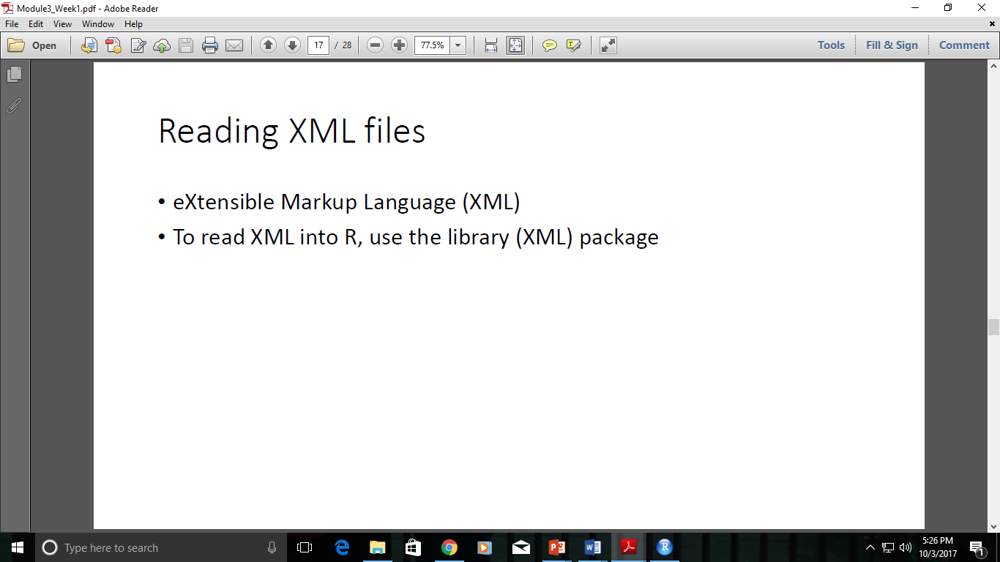 Module3_Week1.pdf - Adobe Reader
File Edit View Window Help
Open 17 / 28 77.5% Tools Fill & Sign Comment
Reading XML files
• eXtensible Markup Language (XML)
• To read XML into R, use the library (XML) package
Type here to search
5:26 PM
10/3/2017
1